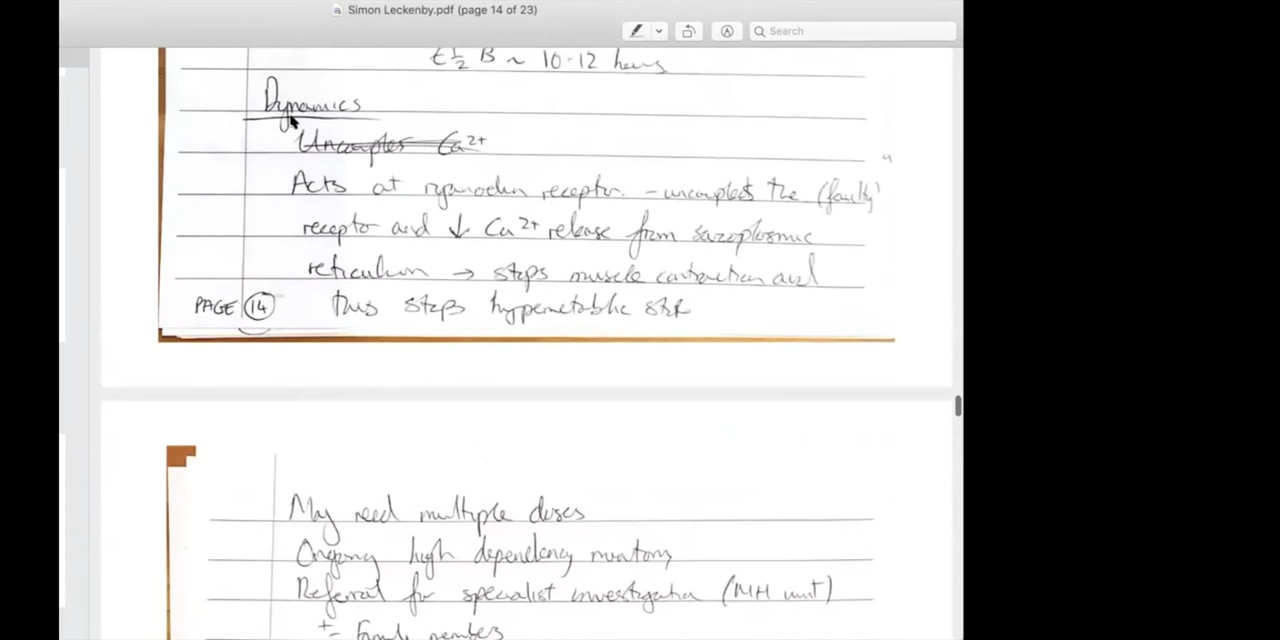 Simon Leckenby.pdf (page 14 of 23)
Search
t½ B ~ 10-12 hours
Dynamics
Uncouples Ca²⁺
Acts at ryanodin receptor. - uncouples the (faulty)
receptor and ↓ Ca²⁺ release from sarcoplasmic
reticulum → stops muscle contraction and
PAGE 14 thus stops hypermetabolic state
May need multiple doses
Ongoing high dependency monitoring
Referral for specialist investigation (MH unit)
+- Family members